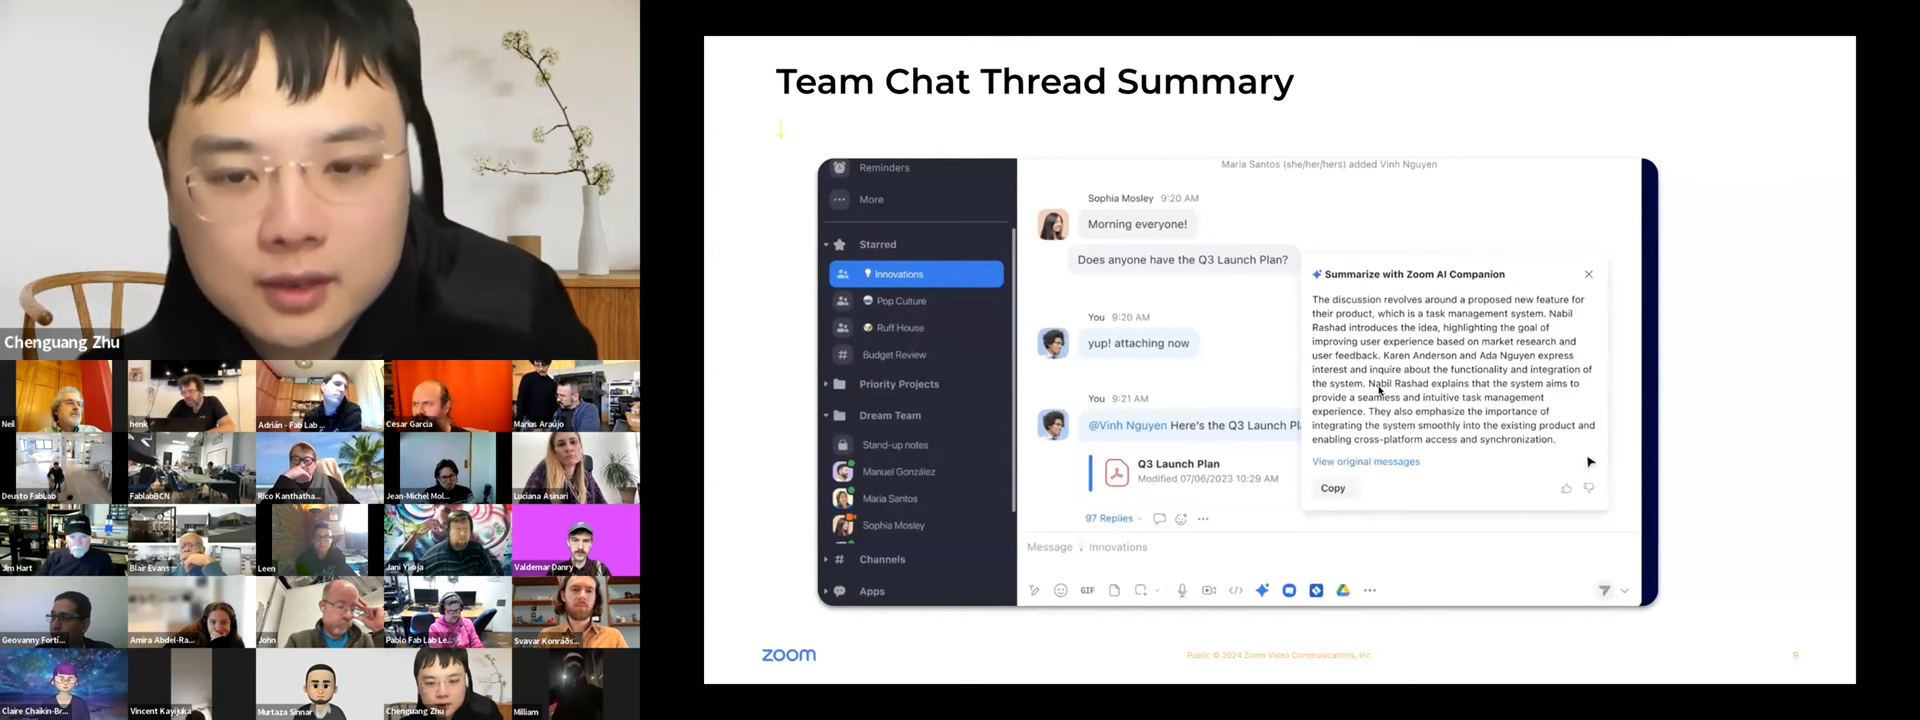 Chenguang Zhu
Neil
henk
Adrián - Fab Lab ...
Cesar Garcia
Marius Araújo
Deusto FabLab
FablabBCN
Rico Kanthatha...
Jean-Michel Mol...
Luciana Asinari
Jim Hart
Blair Evans
Leen
Jani Ylioja
Valdemar Danry
Geovanny Fortí...
Amira Abdel-Ra...
John
Pablo Fab Lab Le...
Svavar Konráðs...
Claire Chaikin-Br...
Vincent Kayijuka
Murtaza Sinnar
Chenguang Zhu
Milliam
Team Chat Thread Summary
Reminders
More
Starred
Innovations
Pop Culture
Ruff House
Budget Review
Priority Projects
Dream Team
Stand-up notes
Manuel González
Maria Santos
Sophia Mosley
Channels
Apps
Maria Santos (she/her/hers) added Vinh Nguyen
Sophia Mosley 9:20 AM
Morning everyone!
Does anyone have the Q3 Launch Plan?
You 9:20 AM
yup! attaching now
You 9:21 AM
@Vinh Nguyen Here's the Q3 Launch Pl
Q3 Launch Plan
Modified 07/06/2023 10:29 AM
97 Replies
Message Innovations
GIF
Summarize with Zoom AI Companion
The discussion revolves around a proposed new feature for
their product, which is a task management system. Nabil
Rashad introduces the idea, highlighting the goal of
improving user experience based on market research and
user feedback. Karen Anderson and Ada Nguyen express
interest and inquire about the functionality and integration of
the system. Nabil Rashad explains that the system aims to
provide a seamless and intuitive task management
experience. They also emphasize the importance of
integrating the system smoothly into the existing product and
enabling cross-platform access and synchronization.
View original messages
Copy
zoom
Public © 2024 Zoom Video Communications, Inc.
9